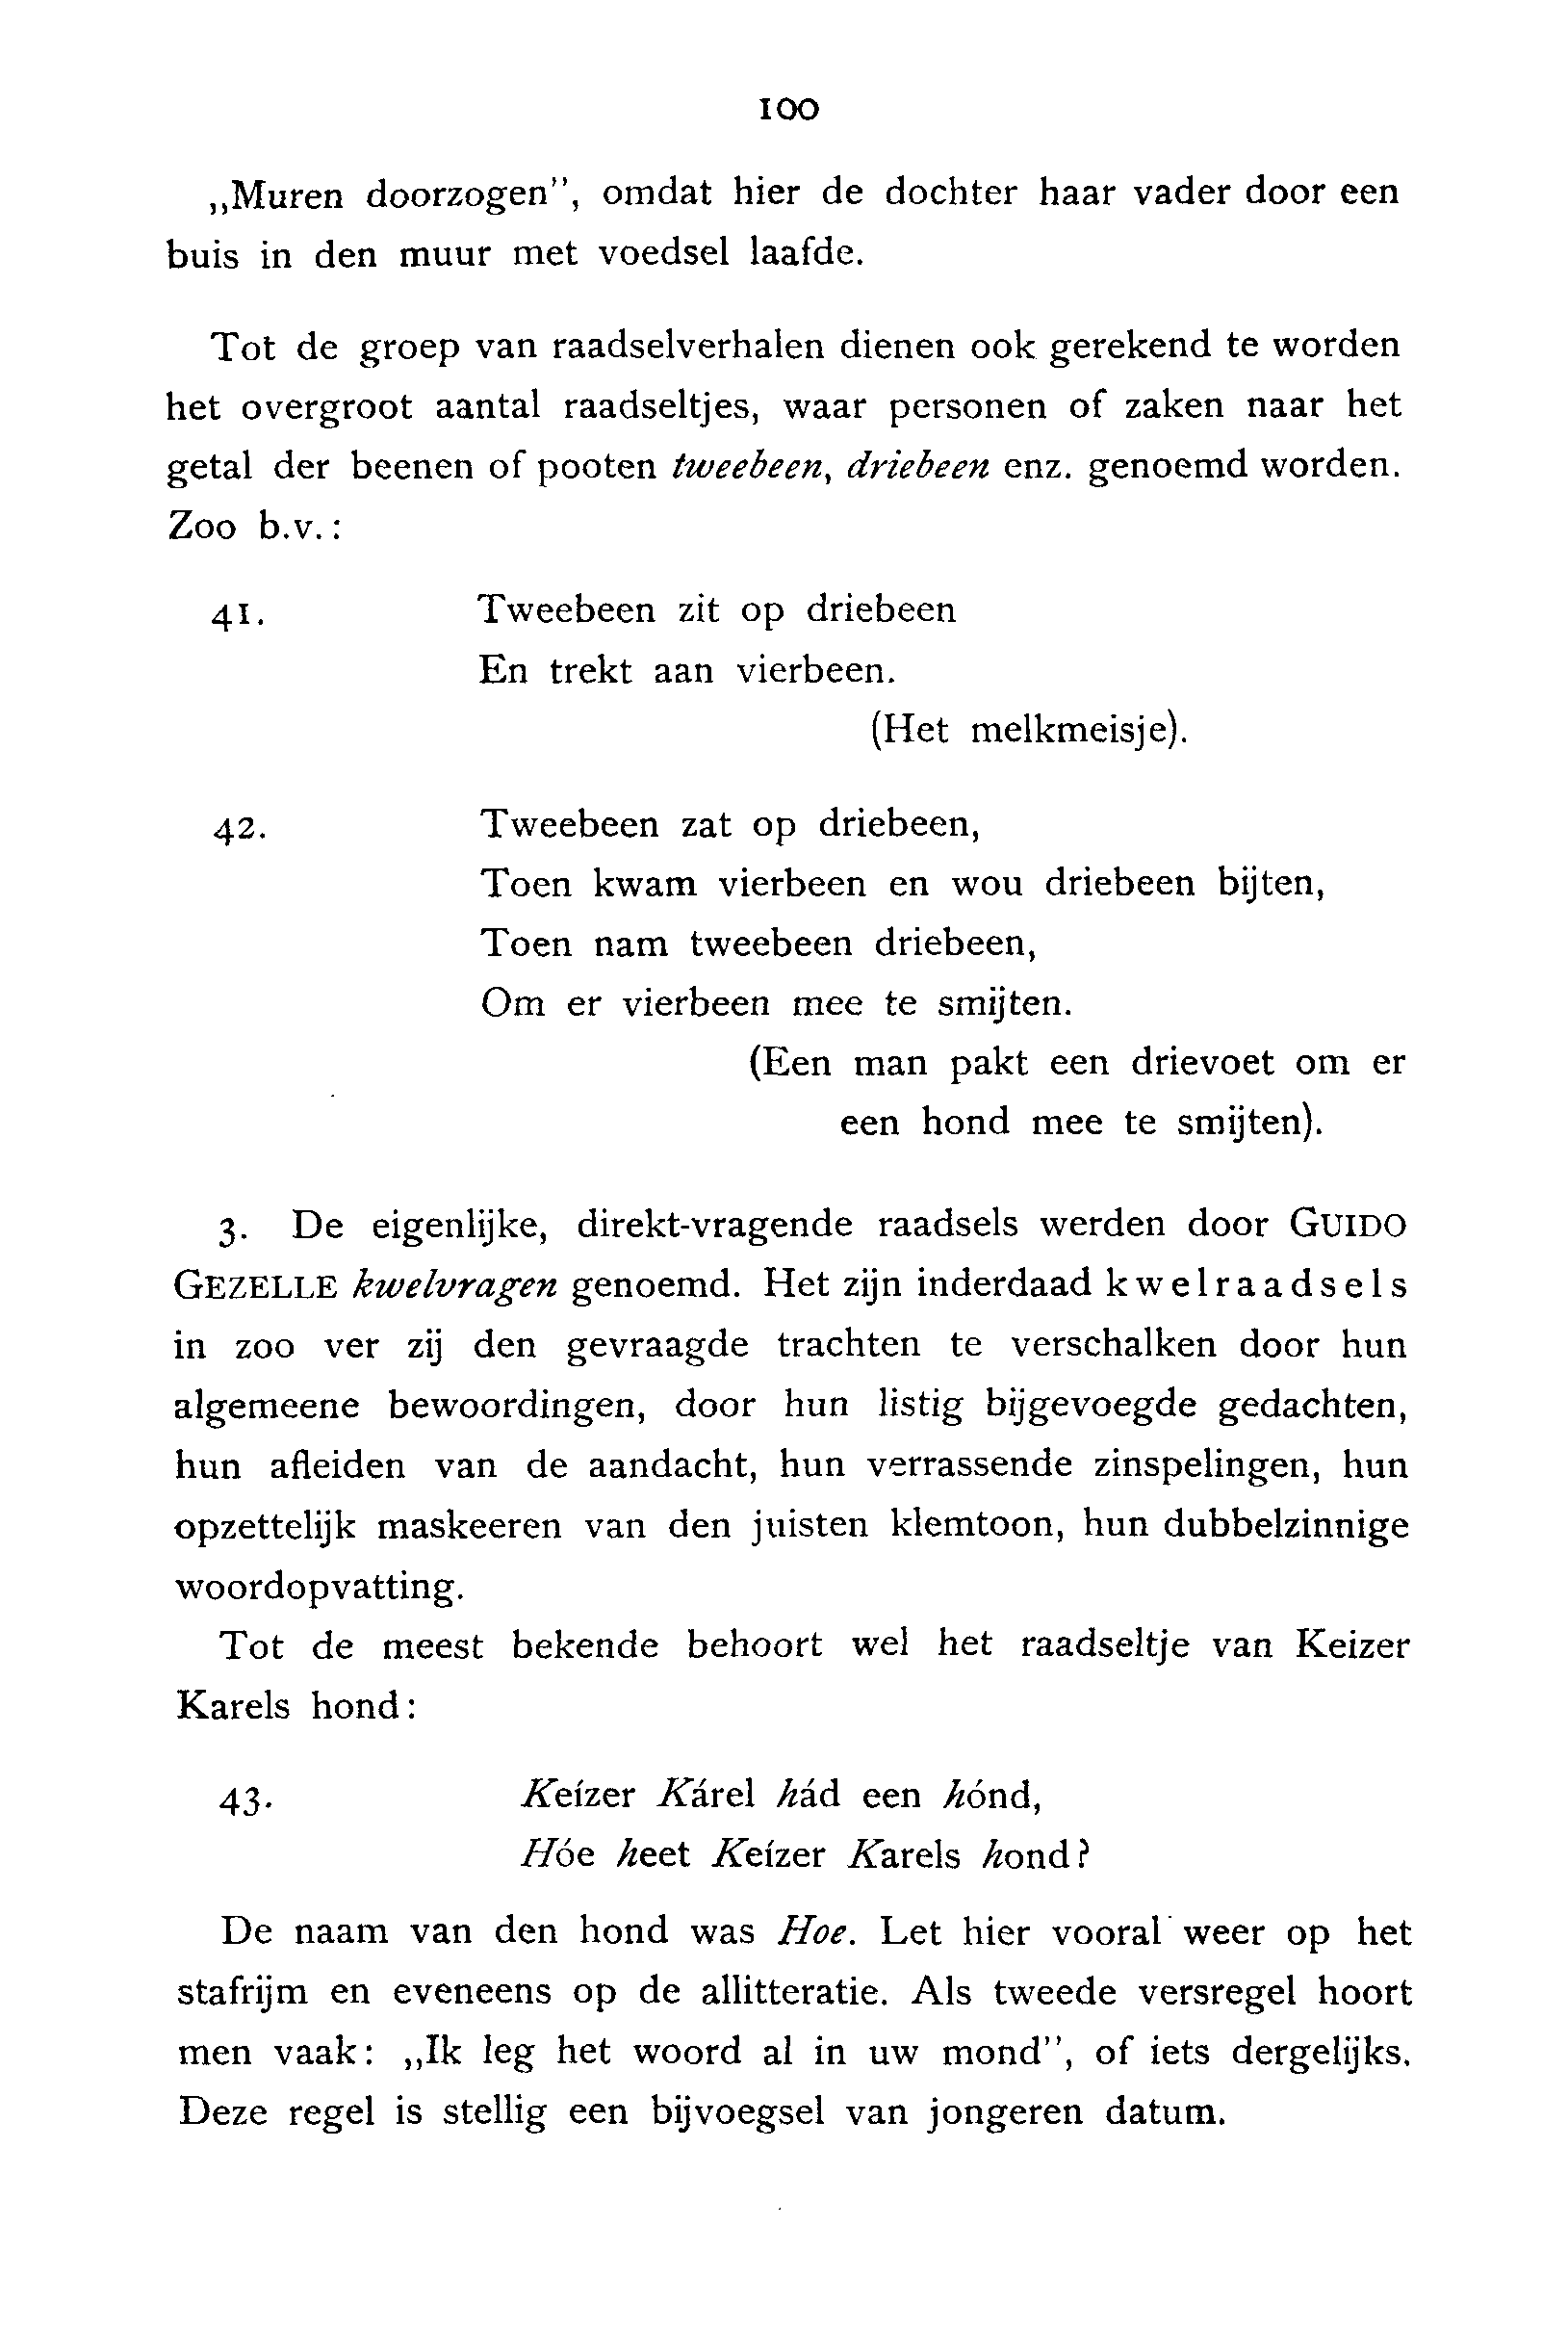 100
„Muren doorzogen”, omdat hier de dochter haar vader door een
buis in den muur met voedsel laafde.
Tot de groep van raadselverhalen dienen ook gerekend te worden
het overgroot aantal raadseltjes, waar personen of zaken naar het
getal der beenen of pooten tweebeen, driebeen enz. genoemd worden.
Zoo b.v.:
41. Tweebeen zit op driebeen
En trekt aan vierbeen.
(Het melkmeisje).
42. Tweebeen zat op driebeen,
Toen kwam vierbeen en wou driebeen bijten,
Toen nam tweebeen driebeen,
Om er vierbeen mee te smijten.
(Een man pakt een drievoet om er
een hond mee te smijten).
3. De eigenlijke, direkt-vragende raadsels werden door GUIDO
GEZELLE kwelvragen genoemd. Het zijn inderdaad kwelraadsels
in zoo ver zij den gevraagde trachten te verschalken door hun
algemeene bewoordingen, door hun listig bijgevoegde gedachten,
hun afleiden van de aandacht, hun verrassende zinspelingen, hun
opzettelijk maskeeren van den juisten klemtoon, hun dubbelzinnige
woordopvatting.
Tot de meest bekende behoort wel het raadseltje van Keizer
Karels hond:
43. Keízer Kárel hád een hónd,
Hóe heet Keízer Karels hond?
De naam van den hond was Hoe. Let hier vooral weer op het
stafrijm en eveneens op de allitteratie. Als tweede versregel hoort
men vaak: „Ik leg het woord al in uw mond”, of iets dergelijks.
Deze regel is stellig een bijvoegsel van jongeren datum.